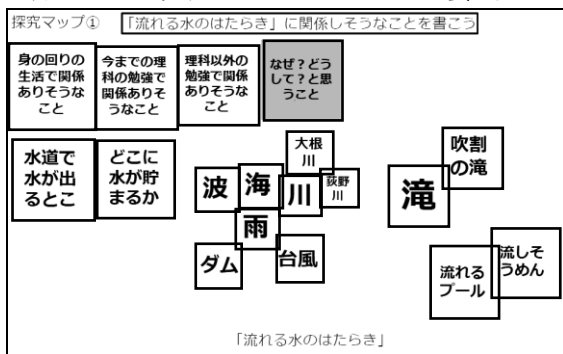 探究マップ① 「流れる水のはたらき」に関係しそうなことを書こう
身の回りの
生活で関係
ありそうな
こと
今までの理
科の勉強で
関係ありそ
うなこと
理科以外の
勉強で関係
ありそうな
こと
なぜ？どう
して？と思
うこと
水道で
水が出
るとこ
どこに
水が貯
まるか
大根
川
波
海
川
荻野
川
雨
ダム
台風
吹割
の滝
滝
流しそ
うめん
流れる
プール
「流れる水のはたらき」